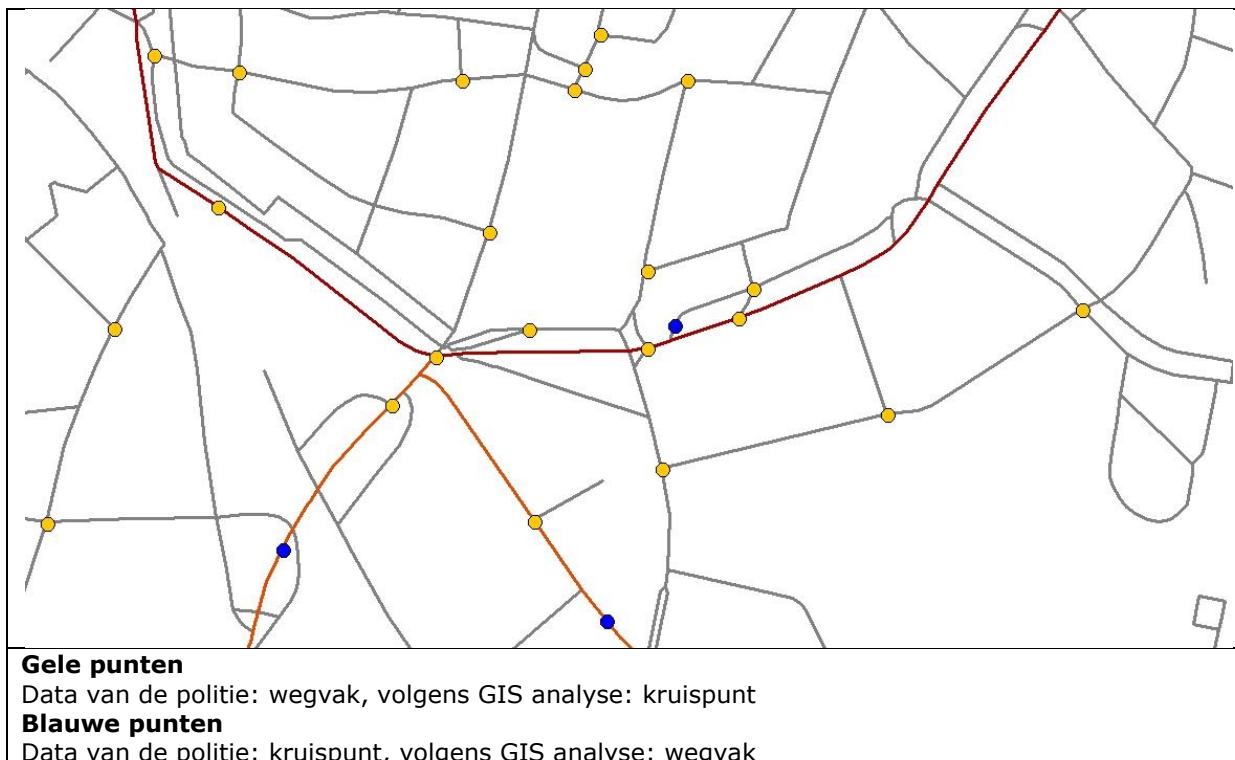 Gele punten
Data van de politie: wegvak, volgens GIS analyse: kruispunt
Blauwe punten
Data van de politie: kruispunt, volgens GIS analyse: wegvak